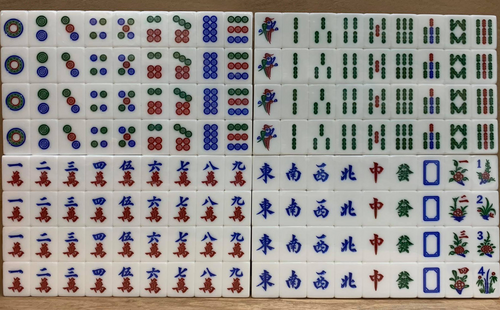 一 二 三 四 伍 六 七 八 九 東 南 西 北 中 發 一 1
萬 萬 萬 萬 萬 萬 萬 萬 萬
一 二 三 四 伍 六 七 八 九 東 南 西 北 中 發 二 2
萬 萬 萬 萬 萬 萬 萬 萬 萬
一 二 三 四 伍 六 七 八 九 東 南 西 北 中 發 三 3
萬 萬 萬 萬 萬 萬 萬 萬 萬
一 二 三 四 伍 六 七 八 九 東 南 西 北 中 發 四 4
萬 萬 萬 萬 萬 萬 萬 萬 萬